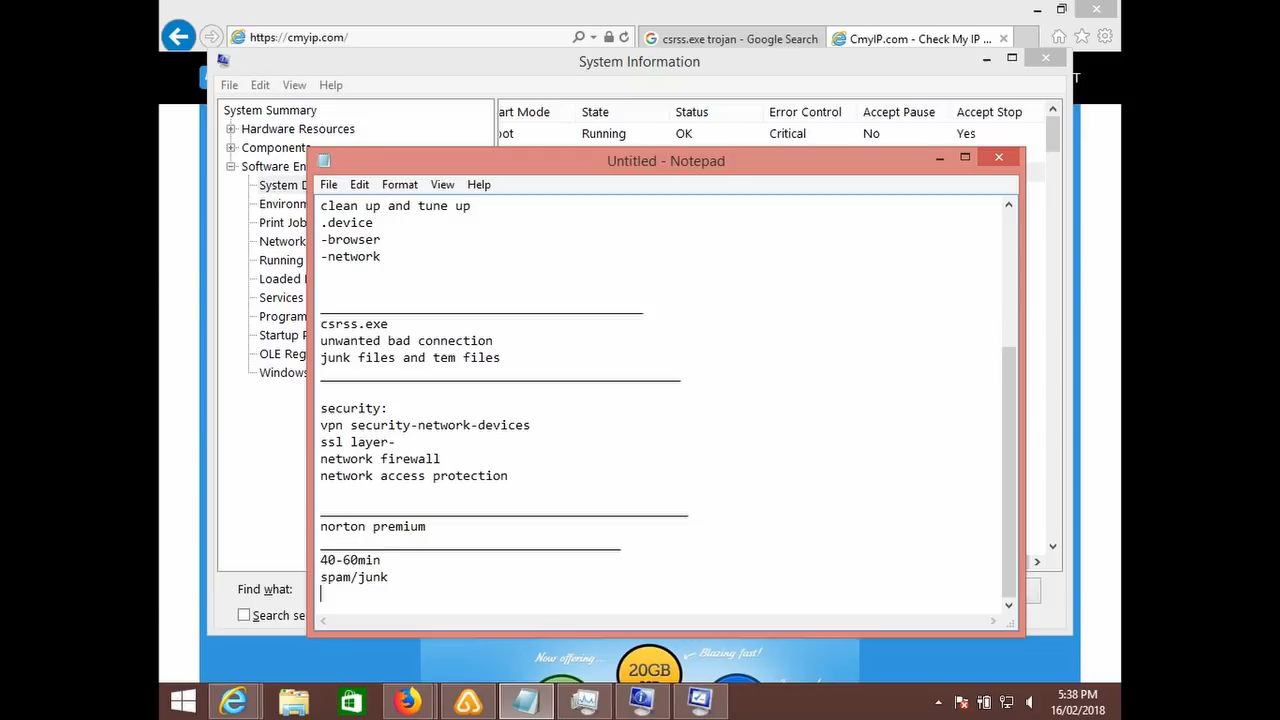 https://cmyip.com/
csrss.exe trojan - Google Search
CmyIP.com - Check My IP ...
System Information
File Edit View Help
System Summary
Hardware Resources
Components
Software En
System D
Environm
Print Job
Network
Running
Loaded
Services
Program
Startup P
OLE Reg
Windows
art Mode State Status Error Control Accept Pause Accept Stop
oot Running OK Critical No Yes
Untitled - Notepad
File Edit Format View Help
clean up and tune up
.device
-browser
-network
csrss.exe
unwanted bad connection
junk files and tem files
security:
vpn security-network-devices
ssl layer-
network firewall
network access protection
norton premium
40-60min
spam/junk
Find what:
Search se
Now offering...
20GB
Blazing fast!
5:38 PM
16/02/2018